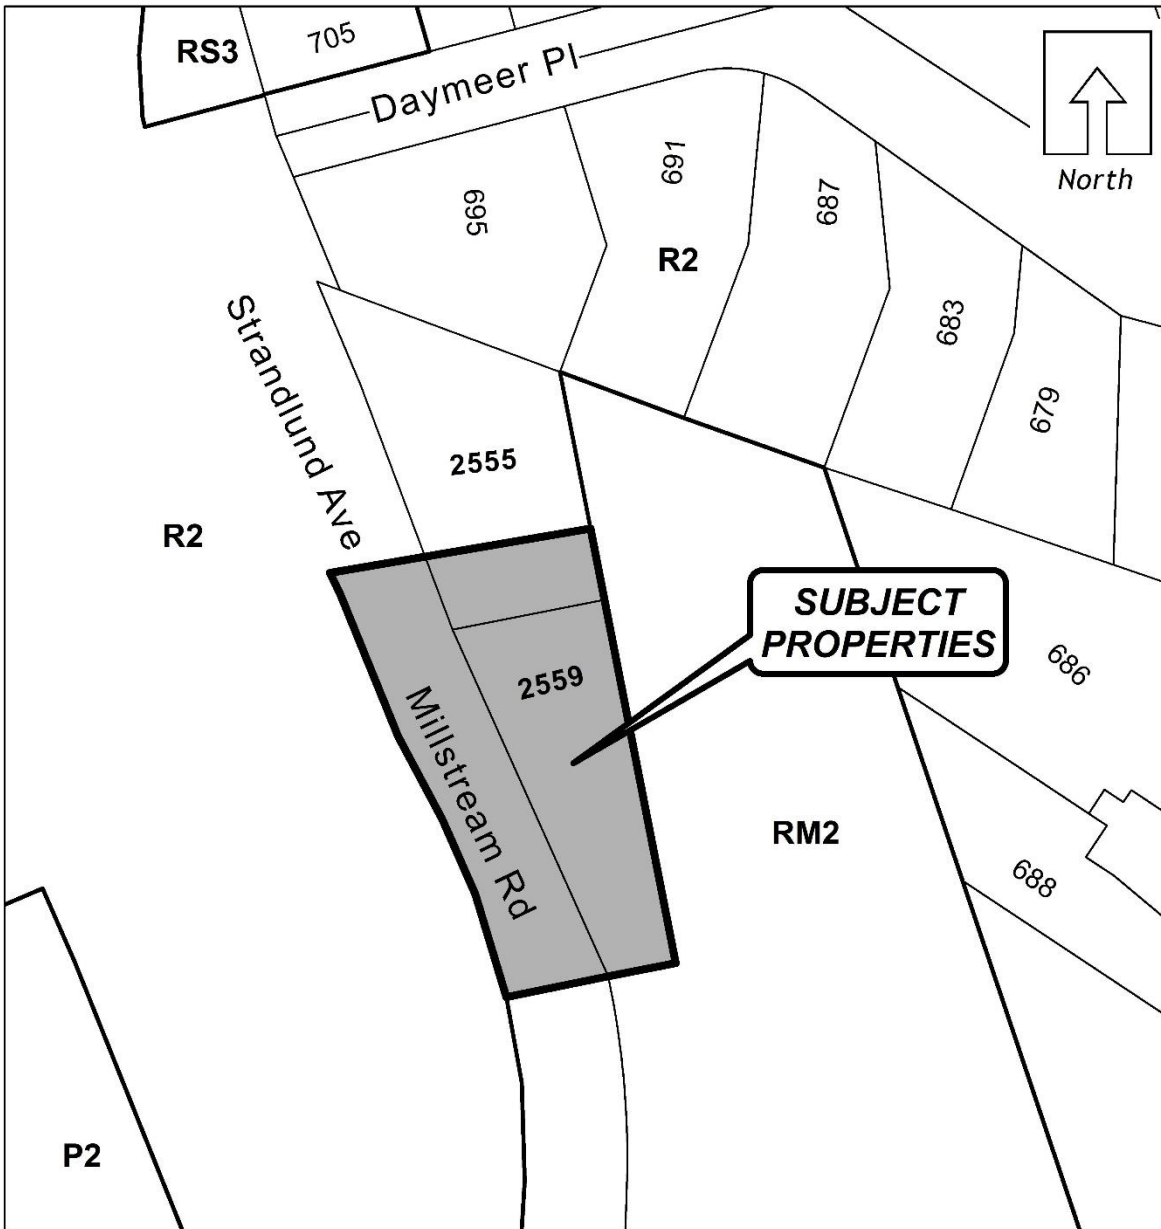 RS3
705
Daymeer Pl
North
695
691
687
R2
683
679
Strandlund Ave
2555
R2
SUBJECT
PROPERTIES
2559
686
Millstream Rd
RM2
688
P2